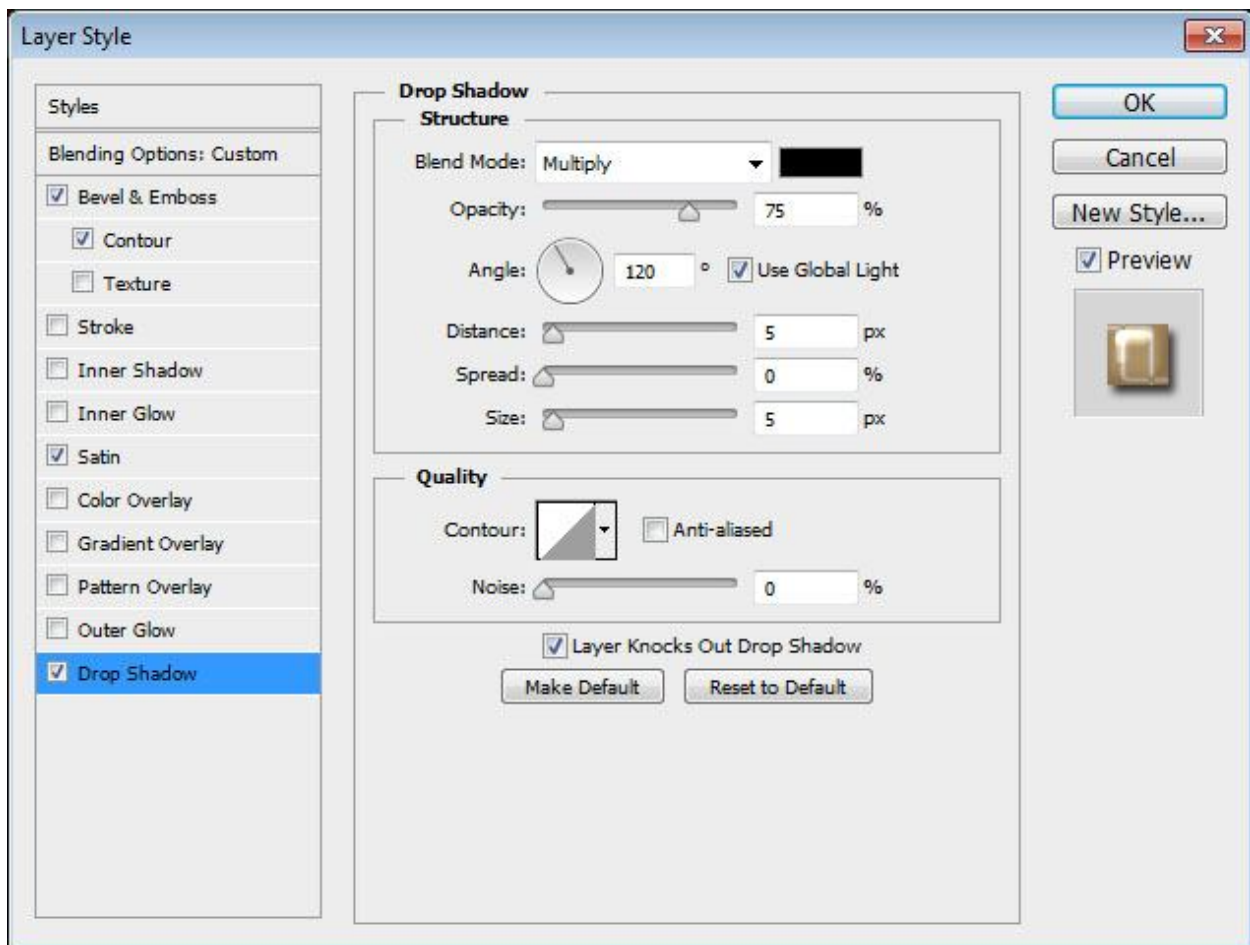 Layer Style
Styles
Blending Options: Custom
Bevel & Emboss
Contour
Texture
Stroke
Inner Shadow
Inner Glow
Satin
Color Overlay
Gradient Overlay
Pattern Overlay
Outer Glow
Drop Shadow
Drop Shadow
Structure
Blend Mode: Multiply
Opacity: 75 %
Angle: 120 ° Use Global Light
Distance: 5 px
Spread: 0 %
Size: 5 px
Quality
Contour: Anti-aliased
Noise: 0 %
Layer Knocks Out Drop Shadow
Make Default Reset to Default
OK
Cancel
New Style...
Preview